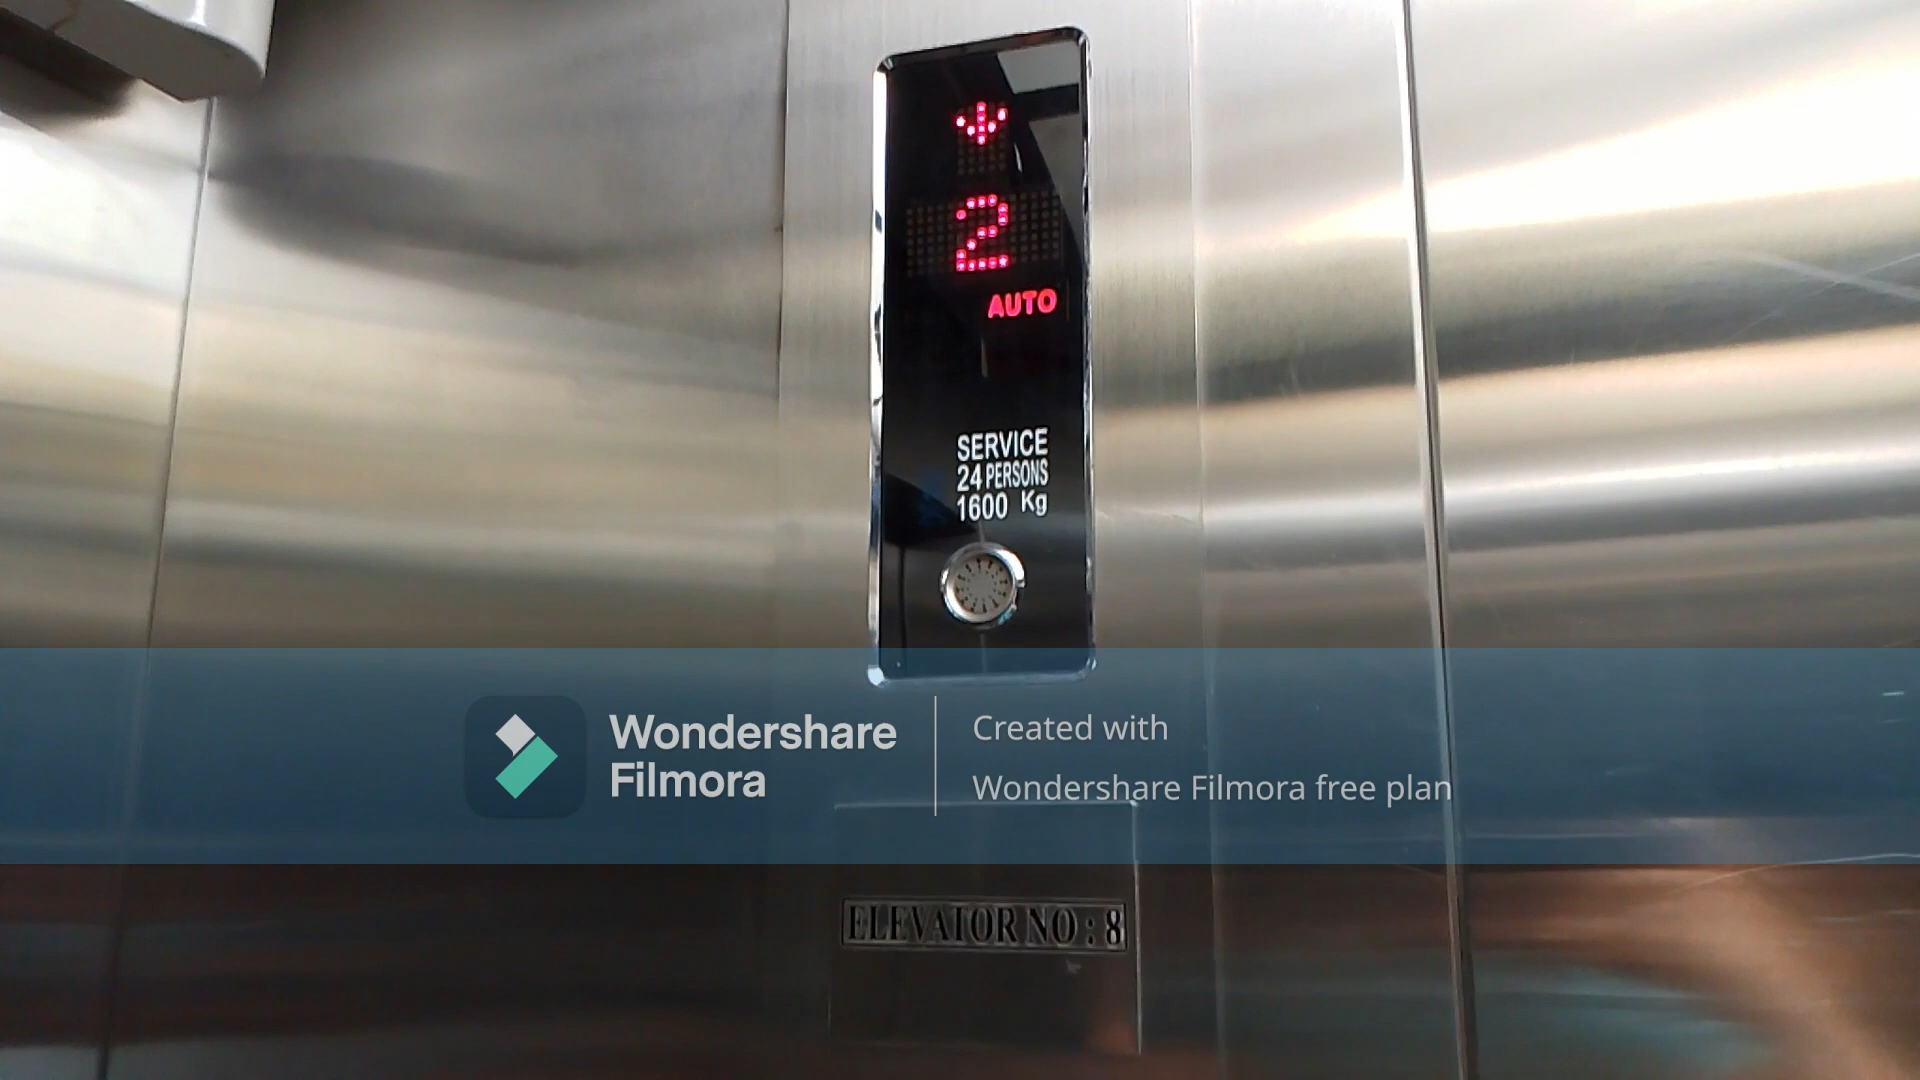 2
AUTO
SERVICE
24 PERSONS
1600 Kg
Wondershare
Filmora
Created with
Wondershare Filmora free plan
ELEVATOR NO : 8